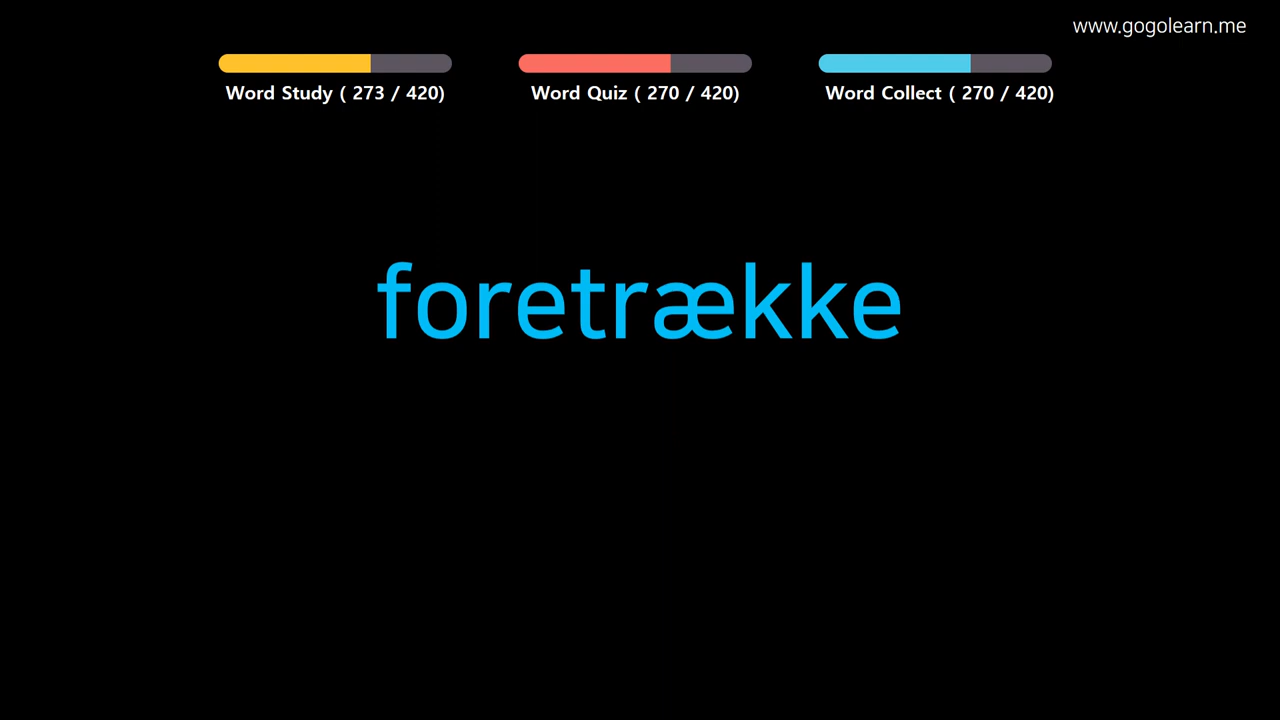 www.gogolearn.me
Word Study ( 273 / 420)
Word Quiz ( 270 / 420)
Word Collect ( 270 / 420)
foretrække